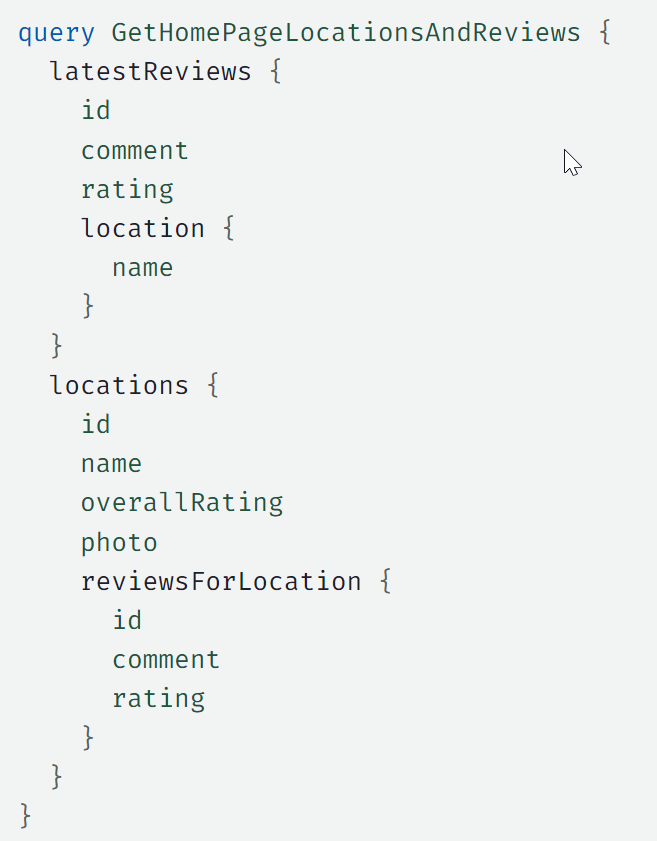 query GetHomePageLocationsAndReviews {
  latestReviews {
    id
    comment
    rating
    location {
      name
    }
  }
  locations {
    id
    name
    overallRating
    photo
    reviewsForLocation {
      id
      comment
      rating
    }
  }
}